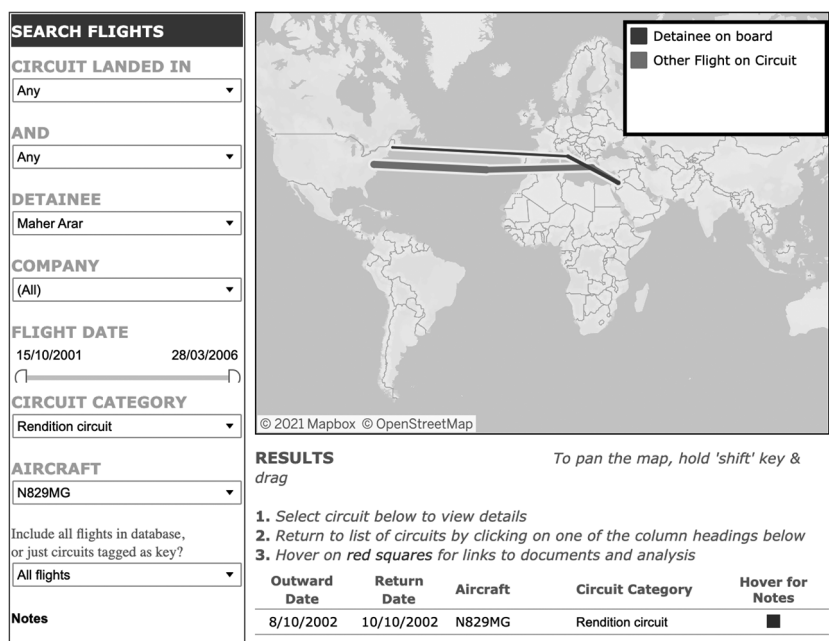 SEARCH FLIGHTS
CIRCUIT LANDED IN
Any
AND
Any
DETAINEE
Maher Arar
COMPANY
(All)
FLIGHT DATE
15/10/2001 28/03/2006
CIRCUIT CATEGORY
Rendition circuit
AIRCRAFT
N829MG
Include all flights in database,
or just circuits tagged as key?
All flights
Notes
Detainee on board
Other Flight on Circuit
© 2021 Mapbox © OpenStreetMap
RESULTS To pan the map, hold 'shift' key &
drag
1. Select circuit below to view details
2. Return to list of circuits by clicking on one of the column headings below
3. Hover on red squares for links to documents and analysis
Outward Date Return Date Aircraft Circuit Category Hover for Notes
8/10/2002 10/10/2002 N829MG Rendition circuit